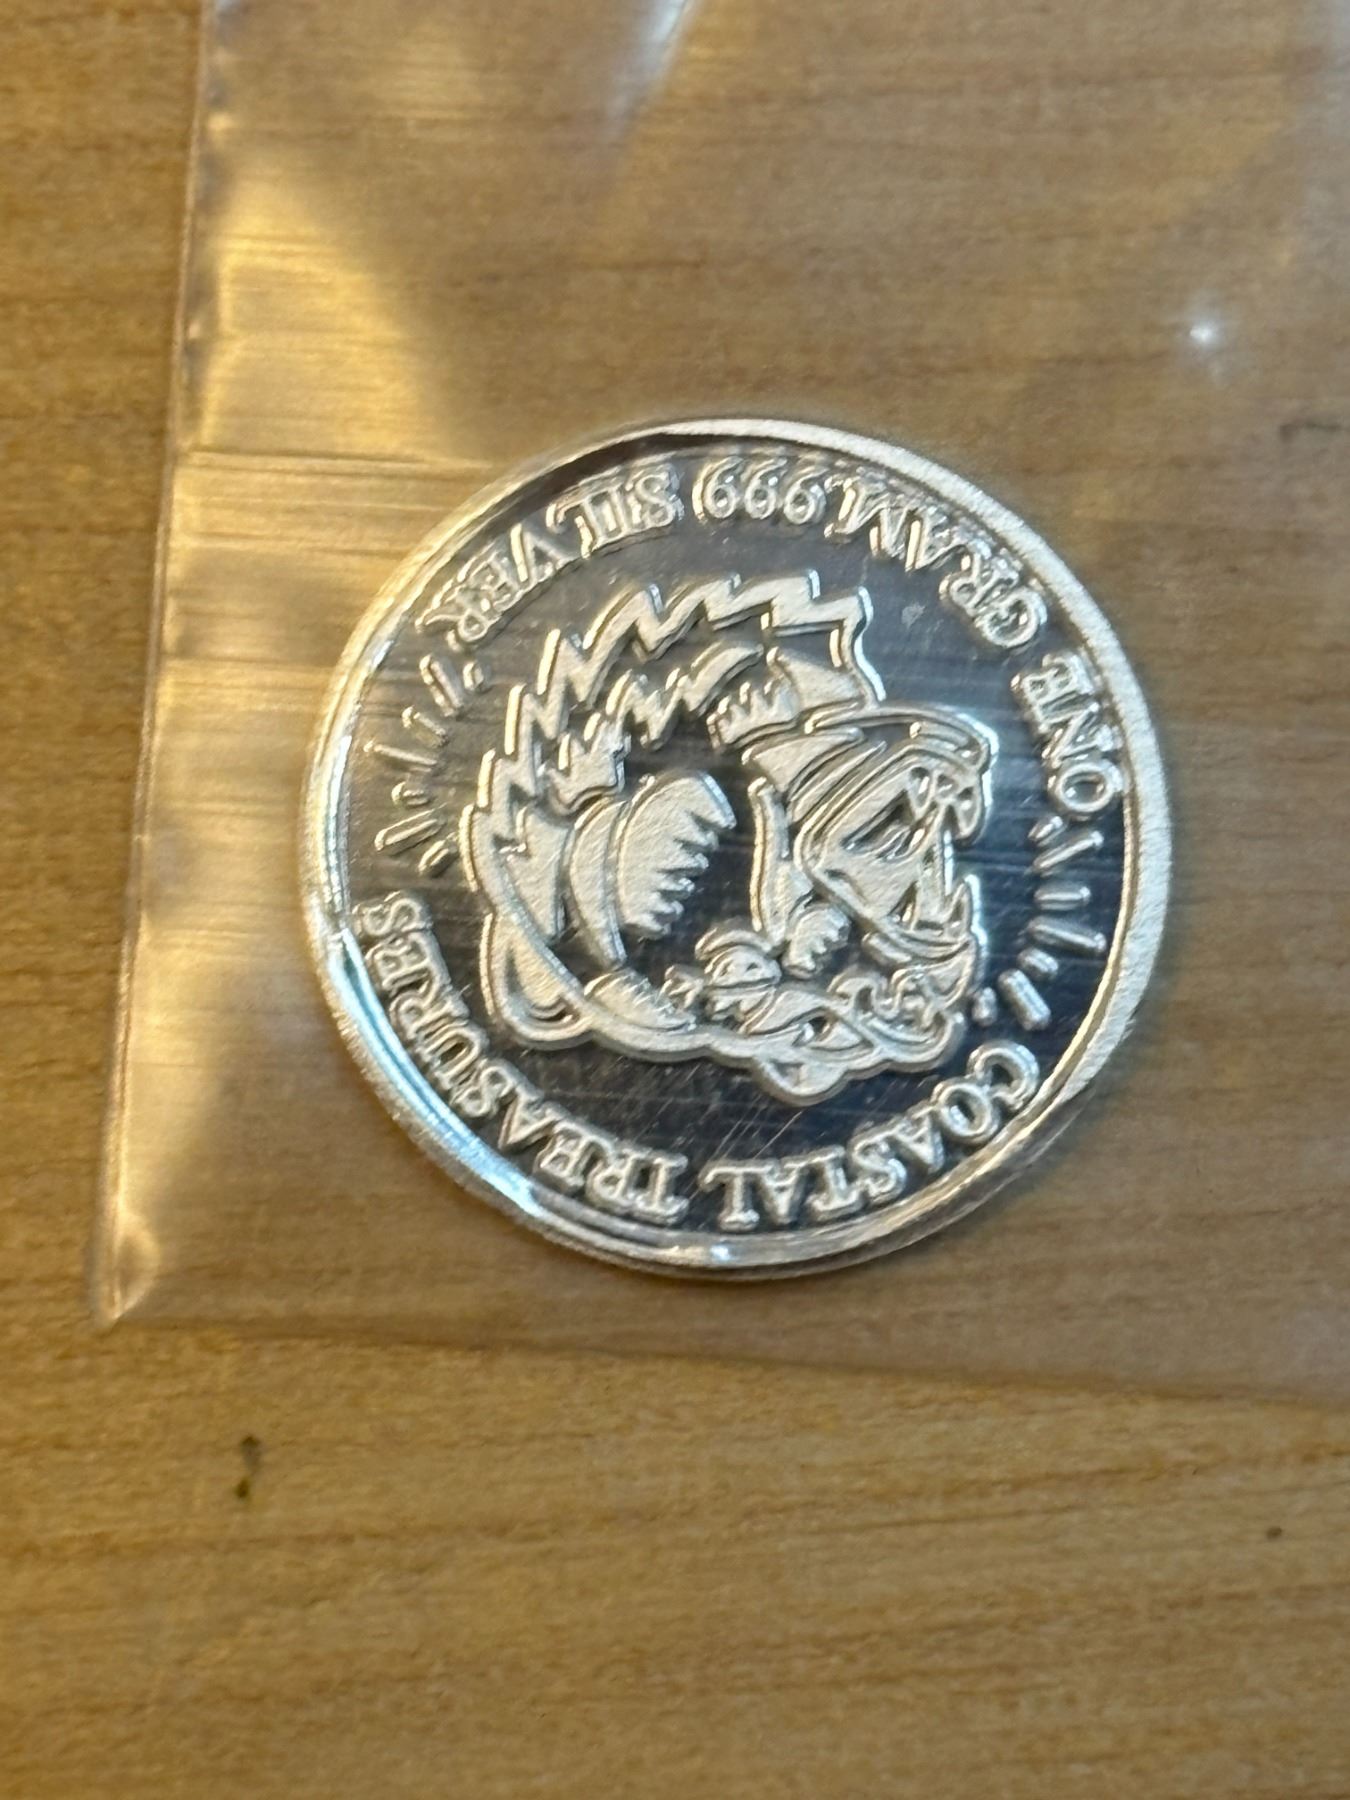 COASTAL TREASURES
ONE GRAM .999 SILVER